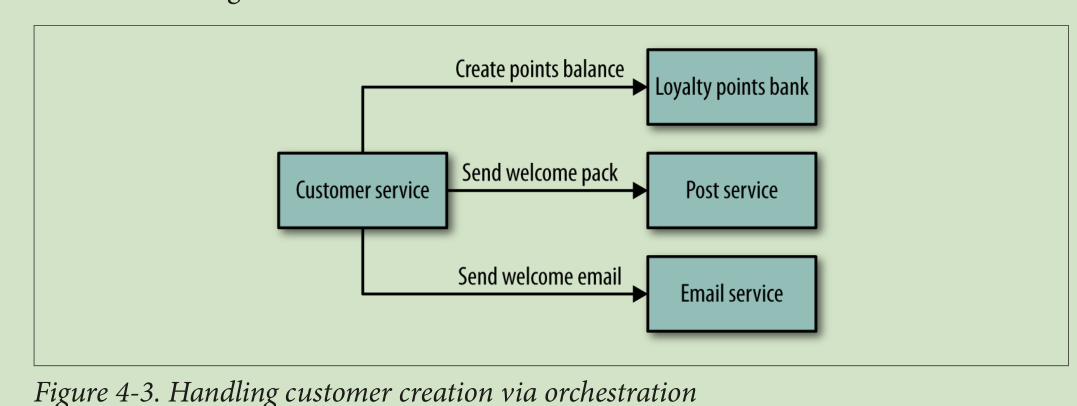 Create points balance
Loyalty points bank
Customer service
Send welcome pack
Post service
Send welcome email
Email service
Figure 4-3. Handling customer creation via orchestration